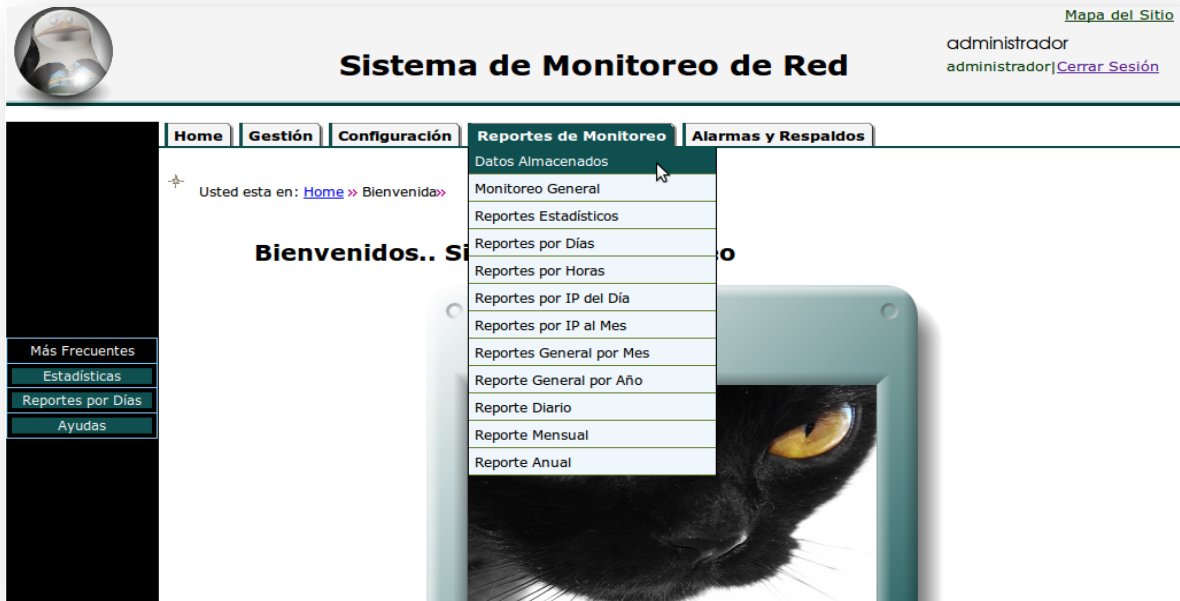 Mapa del Sitio
administrador
Sistema de Monitoreo de Red
administrador|Cerrar Sesión
Home
Gestión
Configuración
Reportes de Monitoreo
Alarmas y Respaldos
Datos Almacenados
Monitoreo General
Reportes Estadísticos
Reportes por Días
Reportes por Horas
Reportes por IP del Día
Reportes por IP al Mes
Reportes General por Mes
Reporte General por Año
Reporte Diario
Reporte Mensual
Reporte Anual
Usted esta en: Home » Bienvenida»
Bienvenidos..
Más Frecuentes
Estadísticas
Reportes por Días
Ayudas